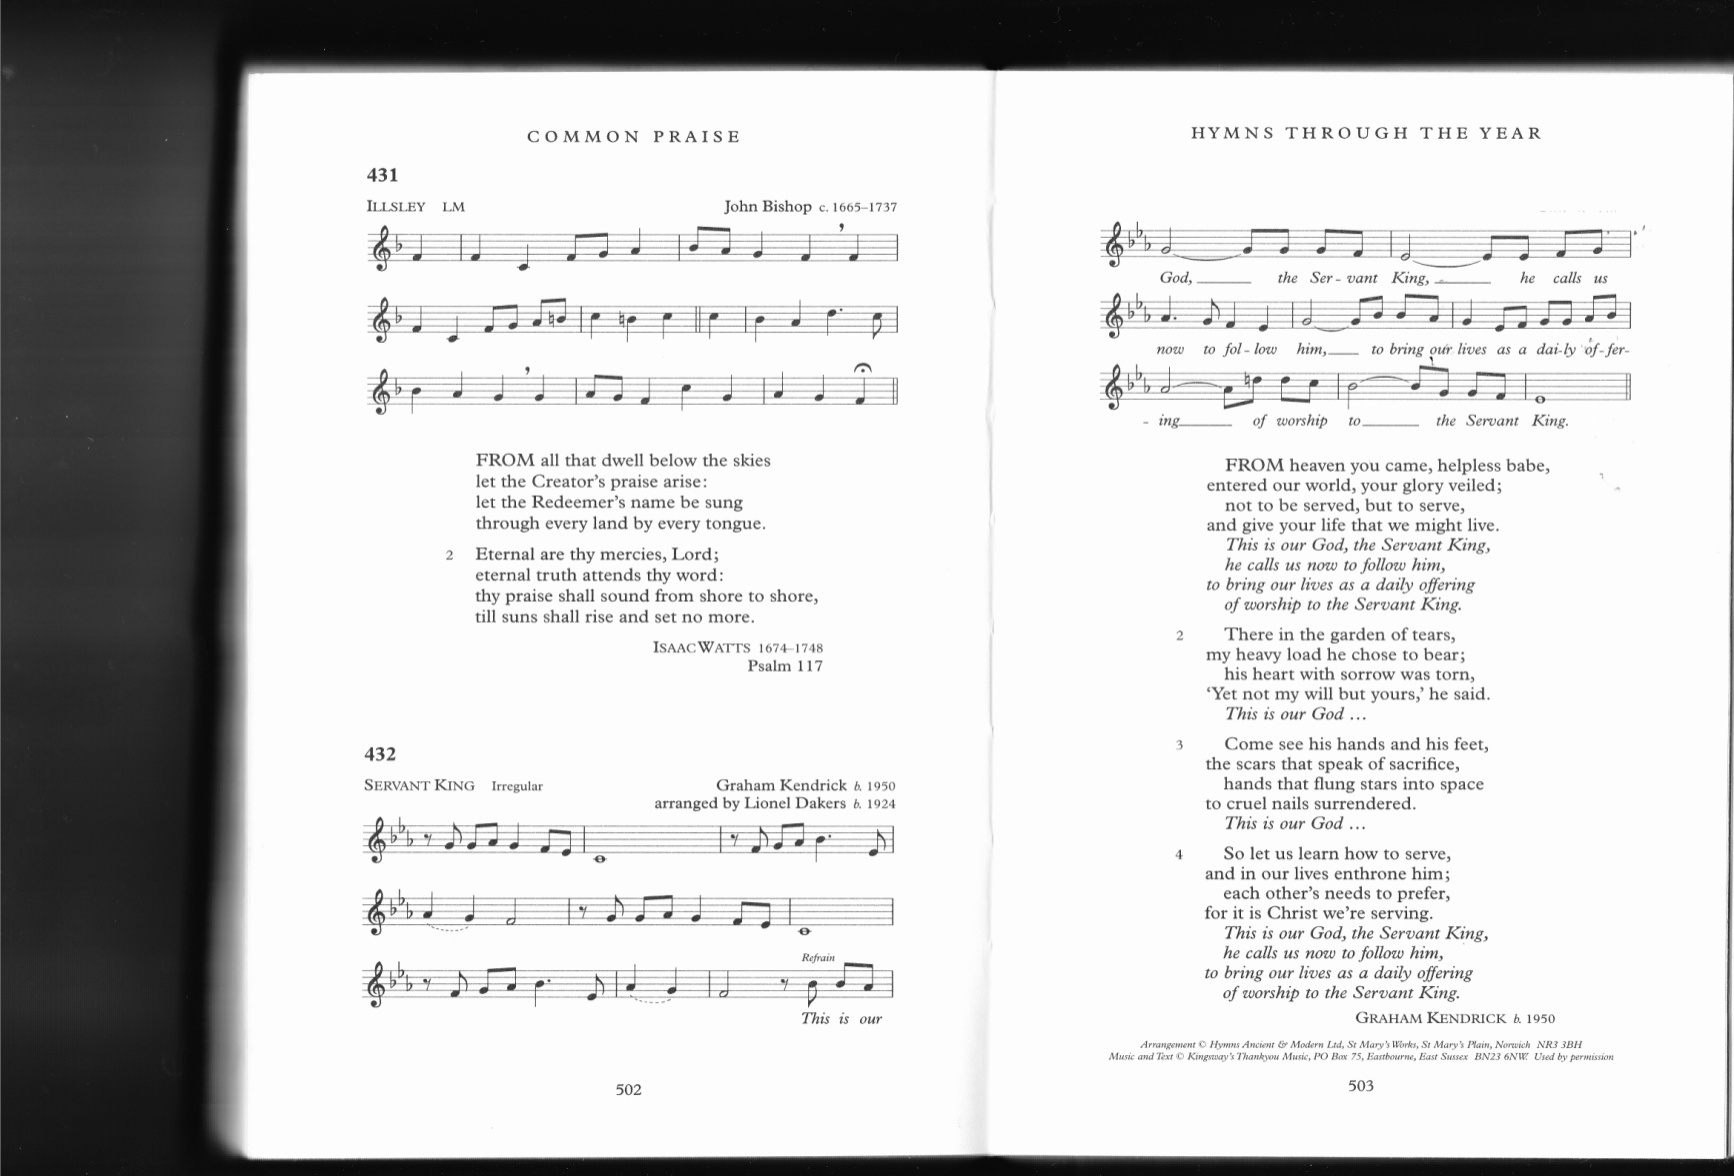 COMMON PRAISE
431
ILLSLEY LM
John Bishop c. 1665–1737
FROM all that dwell below the skies
let the Creator's praise arise:
let the Redeemer's name be sung
through every land by every tongue.
2 Eternal are thy mercies, Lord;
eternal truth attends thy word:
thy praise shall sound from shore to shore,
till suns shall rise and set no more.
ISAAC WATTS 1674–1748
Psalm 117
432
SERVANT KING Irregular
Graham Kendrick b. 1950
arranged by Lionel Dakers b. 1924
Refrain
This is our
502
HYMNS THROUGH THE YEAR
God, the Ser - vant King, he calls us
now to fol - low him, to bring our lives as a dai-ly of-fer-
- ing of worship to the Servant King.
FROM heaven you came, helpless babe,
entered our world, your glory veiled;
not to be served, but to serve,
and give your life that we might live.
This is our God, the Servant King,
he calls us now to follow him,
to bring our lives as a daily offering
of worship to the Servant King.
2 There in the garden of tears,
my heavy load he chose to bear;
his heart with sorrow was torn,
‘Yet not my will but yours,’ he said.
This is our God …
3 Come see his hands and his feet,
the scars that speak of sacrifice,
hands that flung stars into space
to cruel nails surrendered.
This is our God …
4 So let us learn how to serve,
and in our lives enthrone him;
each other's needs to prefer,
for it is Christ we're serving.
This is our God, the Servant King,
he calls us now to follow him,
to bring our lives as a daily offering
of worship to the Servant King.
GRAHAM KENDRICK b. 1950
Arrangement © Hymns Ancient & Modern Ltd, St Mary's Works, St Mary's Plain, Norwich NR3 3BH
Music and Text © Kingsway's Thankyou Music, PO Box 75, Eastbourne, East Sussex BN23 6NW. Used by permission
503